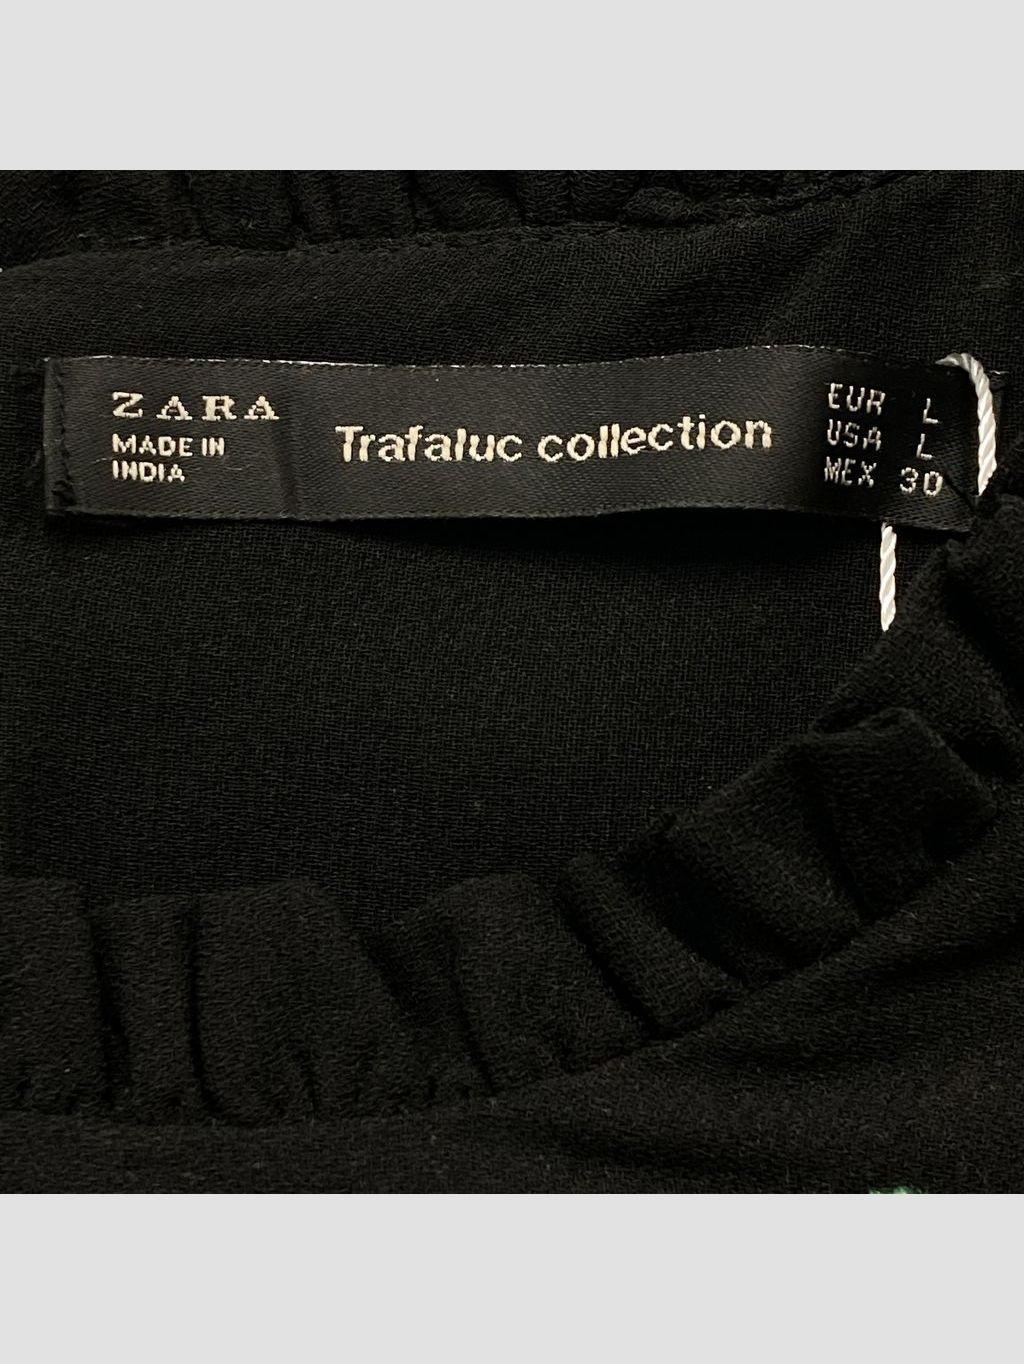 ZARA
MADE IN
INDIA
Trafaluc collection
EUR L
USA L
MEX 30